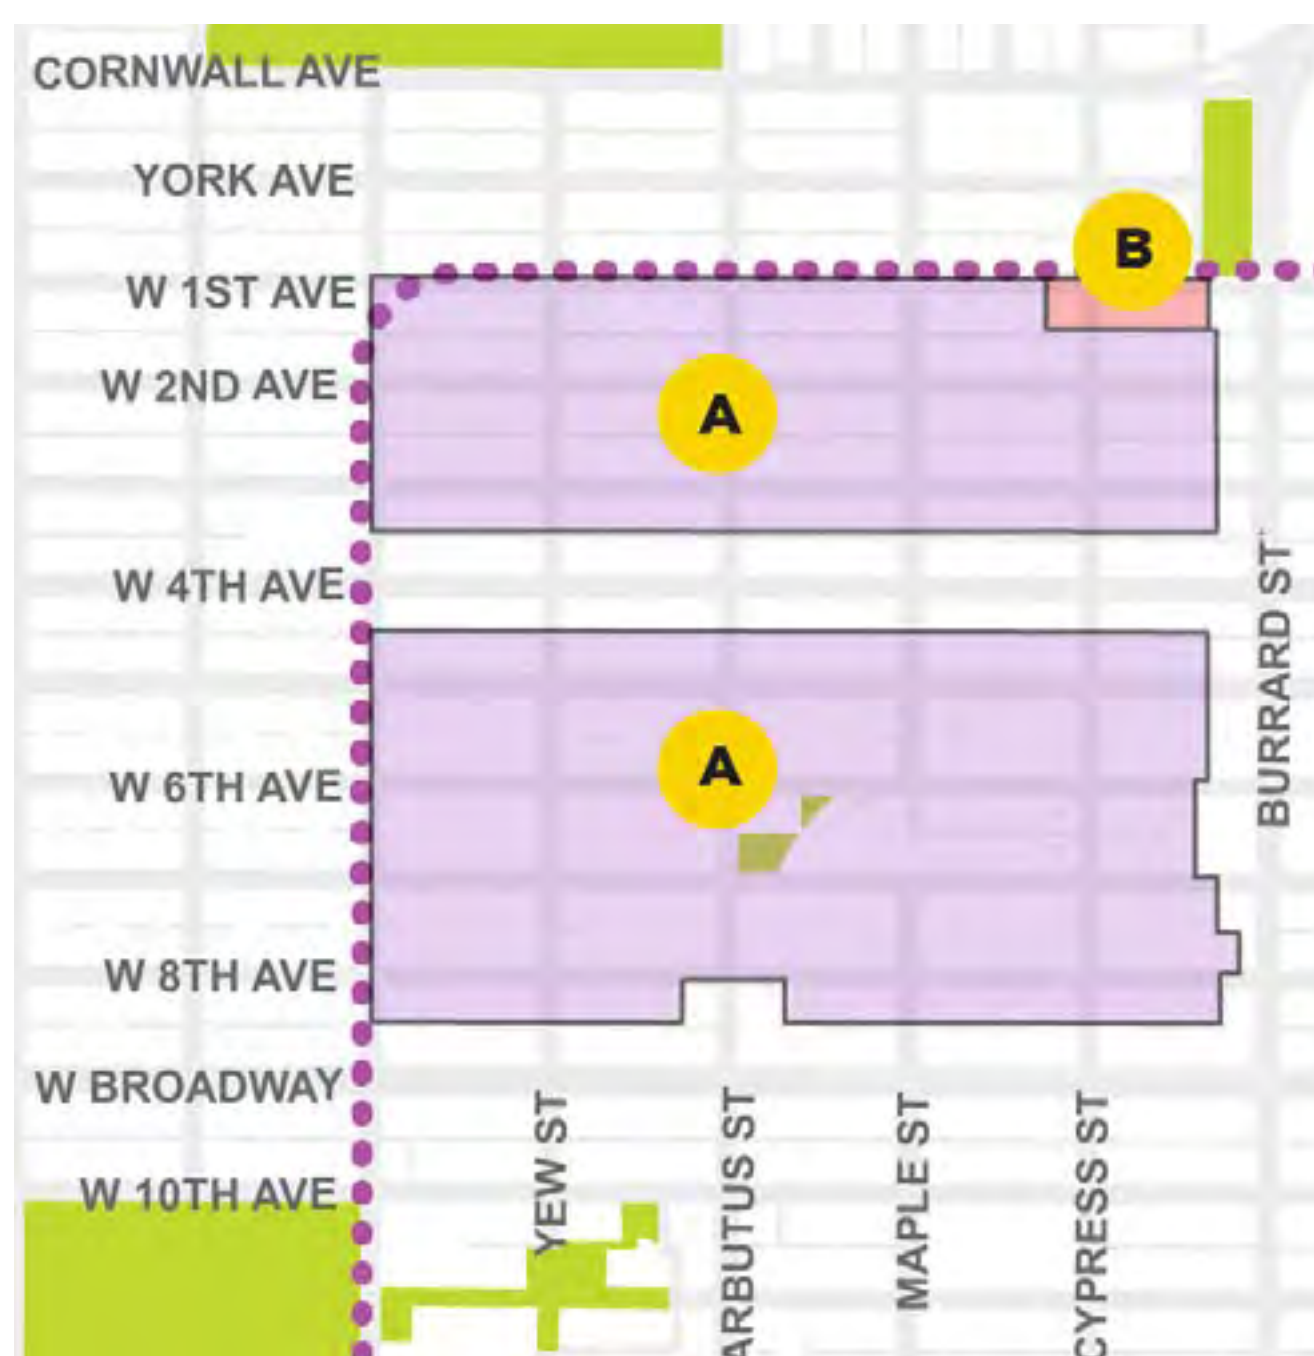 CORNWALL AVE
YORK AVE
B
W 1ST AVE
W 2ND AVE
A
W 4TH AVE
BURRARD ST
A
W 6TH AVE
W 8TH AVE
W BROADWAY
YEW ST
ARBUTUS ST
MAPLE ST
CYPRESS ST
W 10TH AVE